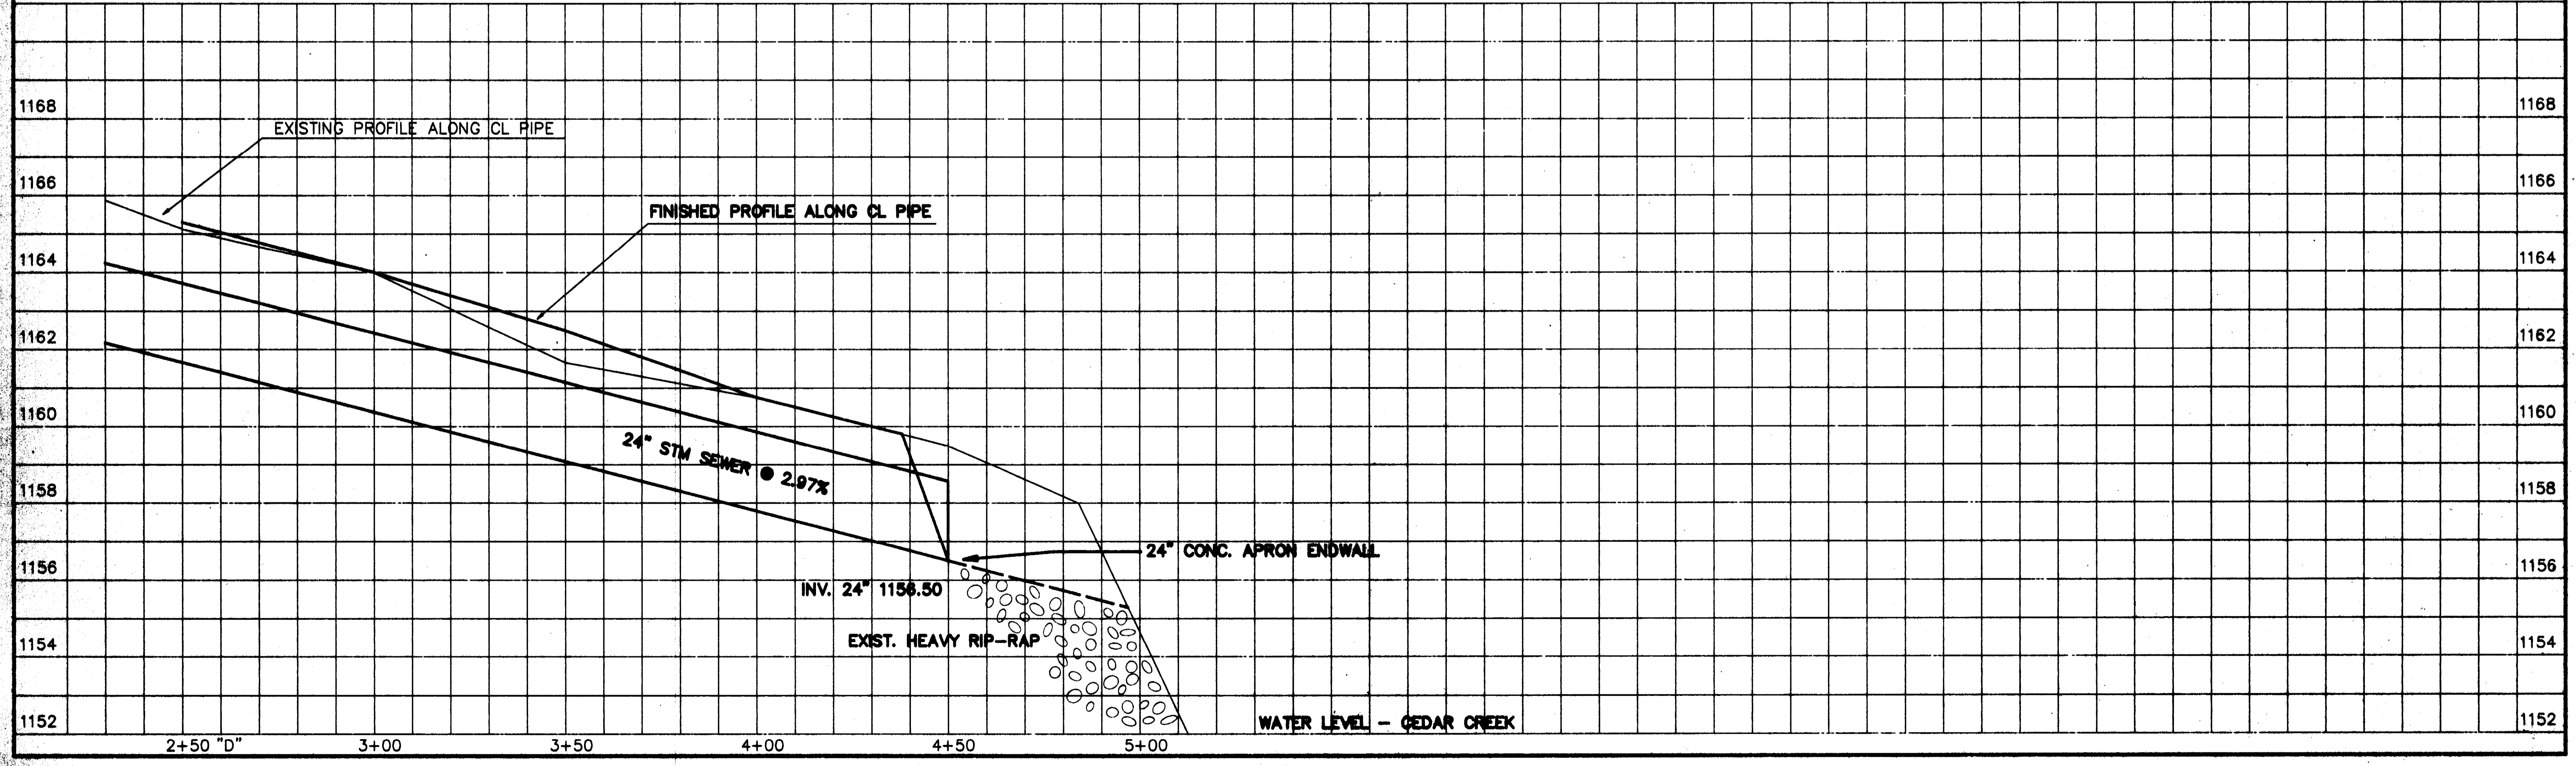 1168 1168
EXISTING PROFILE ALONG CL PIPE
1166 1166
FINISHED PROFILE ALONG CL PIPE
1164 1164
1162 1162
1160 1160
24" STM SEWER @ 2.97%
1158 1158
24" CONC. APRON ENDWALL
1156 1156
INV. 24" 1156.50
EXIST. HEAVY RIP-RAP
1154 1154
1152 1152
WATER LEVEL - CEDAR CREEK
2+50 "D" 3+00 3+50 4+00 4+50 5+00